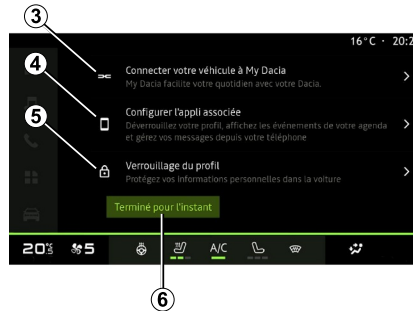 3
16°C · 20:2
Connecter votre véhicule à My Dacia
My Dacia facilite votre quotidien avec votre Dacia.
4
Configurer l'appli associée
Déverrouillez votre profil, affichez les événements de votre agenda
et gérez vos messages depuis votre téléphone
5
Verrouillage du profil
Protégez vos informations personnelles dans la voiture
Terminé pour l'instant
20°5 5 A/C
6